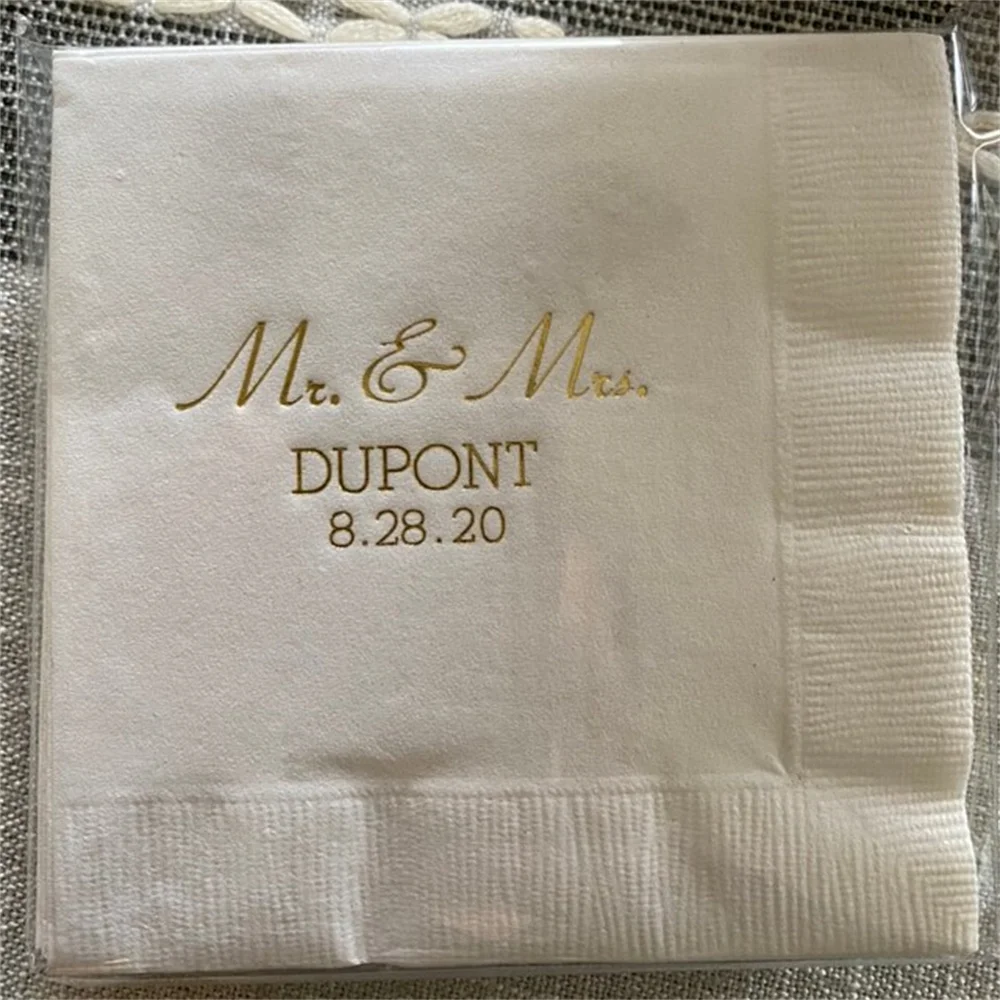 Mr. & Mrs.
DUPONT
8.28.20